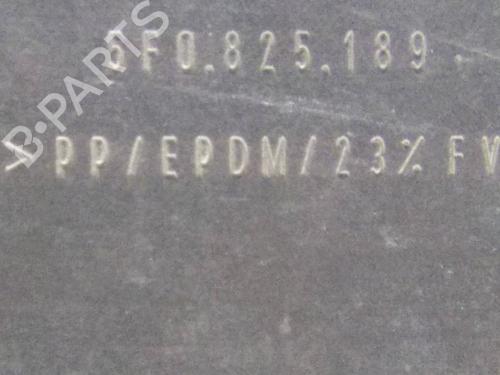 6F0.825.189.
>PP/EPDM/23% FV
B-PARTS